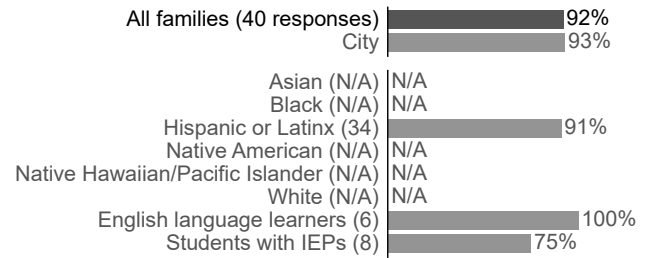 All families (40 responses) 92%
City 93%
Asian (N/A) N/A
Black (N/A) N/A
Hispanic or Latinx (34) 91%
Native American (N/A) N/A
Native Hawaiian/Pacific Islander (N/A) N/A
White (N/A) N/A
English language learners (6) 100%
Students with IEPs (8) 75%